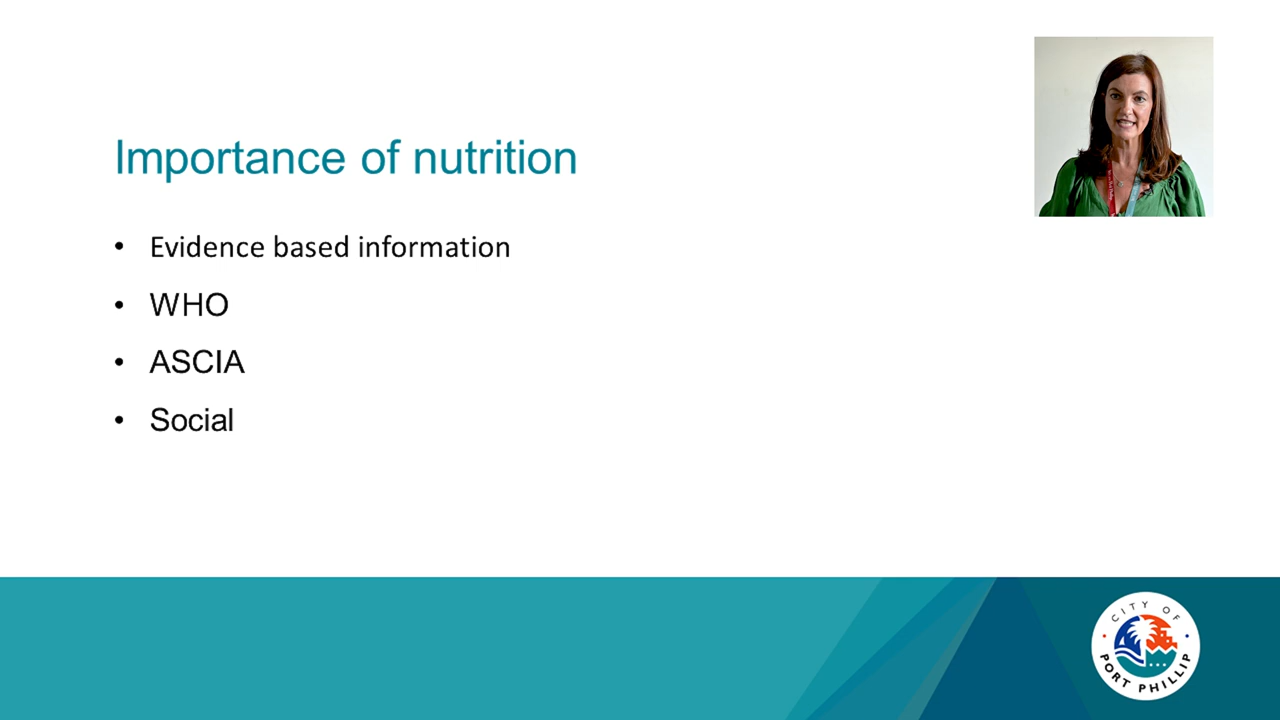 Importance of nutrition
• Evidence based information
• WHO
• ASCIA
• Social
CITY OF
PORT PHILLIP